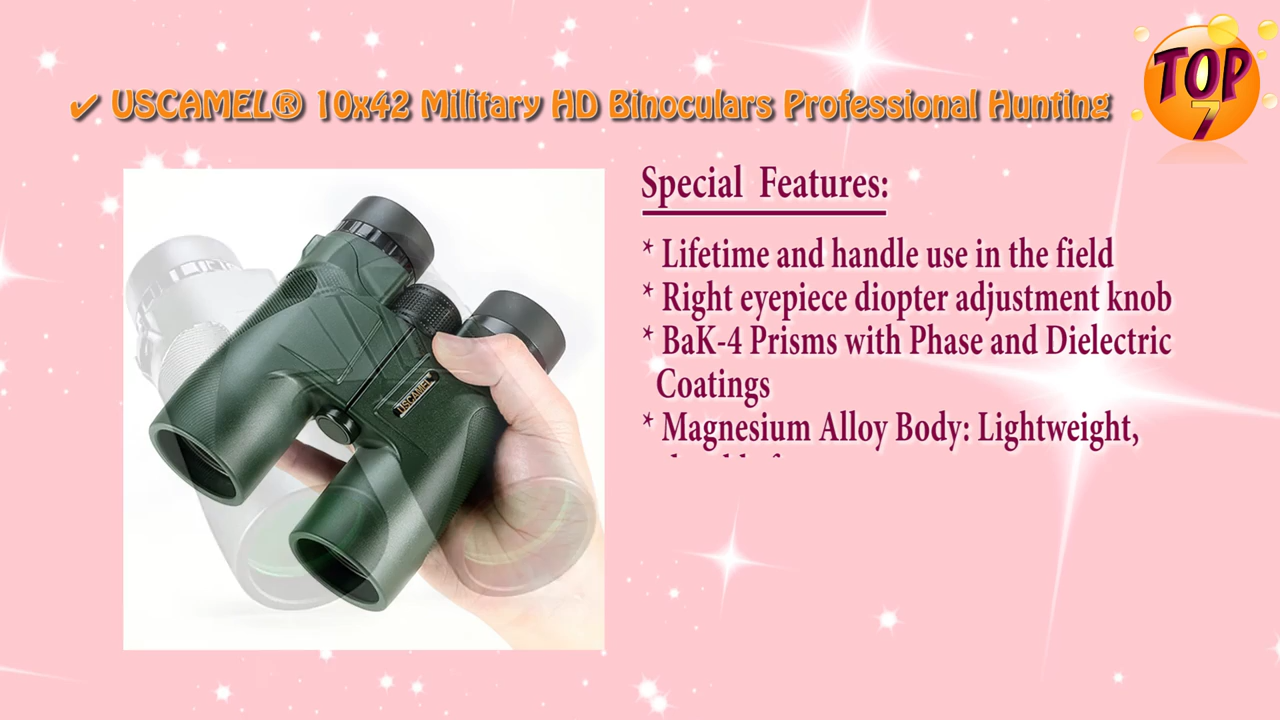 ✔ USCAMEL® 10x42 Military HD Binoculars Professional Hunting
TOP
7
Special Features:
* Lifetime and handle use in the field
* Right eyepiece diopter adjustment knob
* BaK-4 Prisms with Phase and Dielectric
Coatings
* Magnesium Alloy Body: Lightweight,
USCAMEL